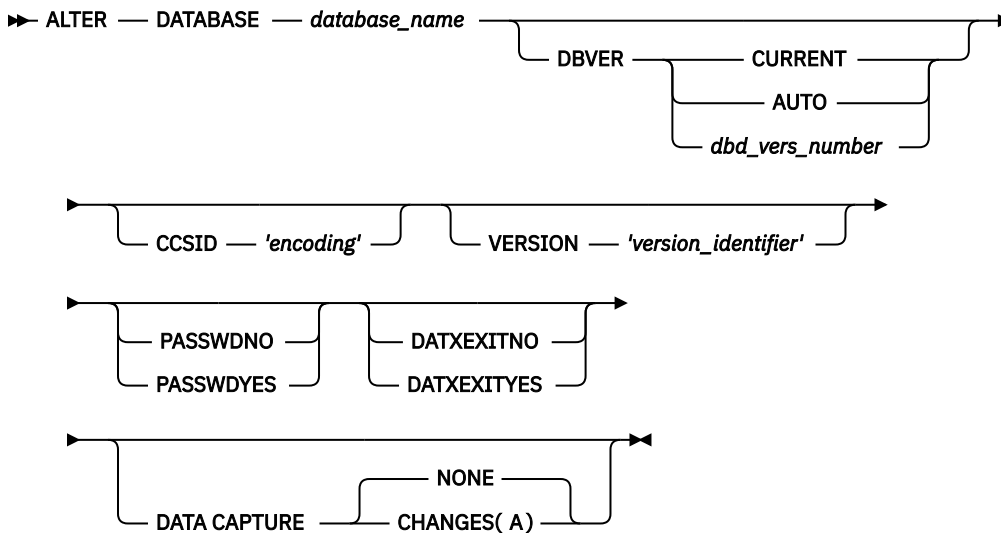 ALTER DATABASE database_name
DBVER CURRENT
AUTO
dbd_vers_number
CCSID 'encoding' VERSION 'version_identifier'
PASSWDNO DATXEXITNO
PASSWDYES DATXEXITYES
NONE
DATA CAPTURE CHANGES( A)